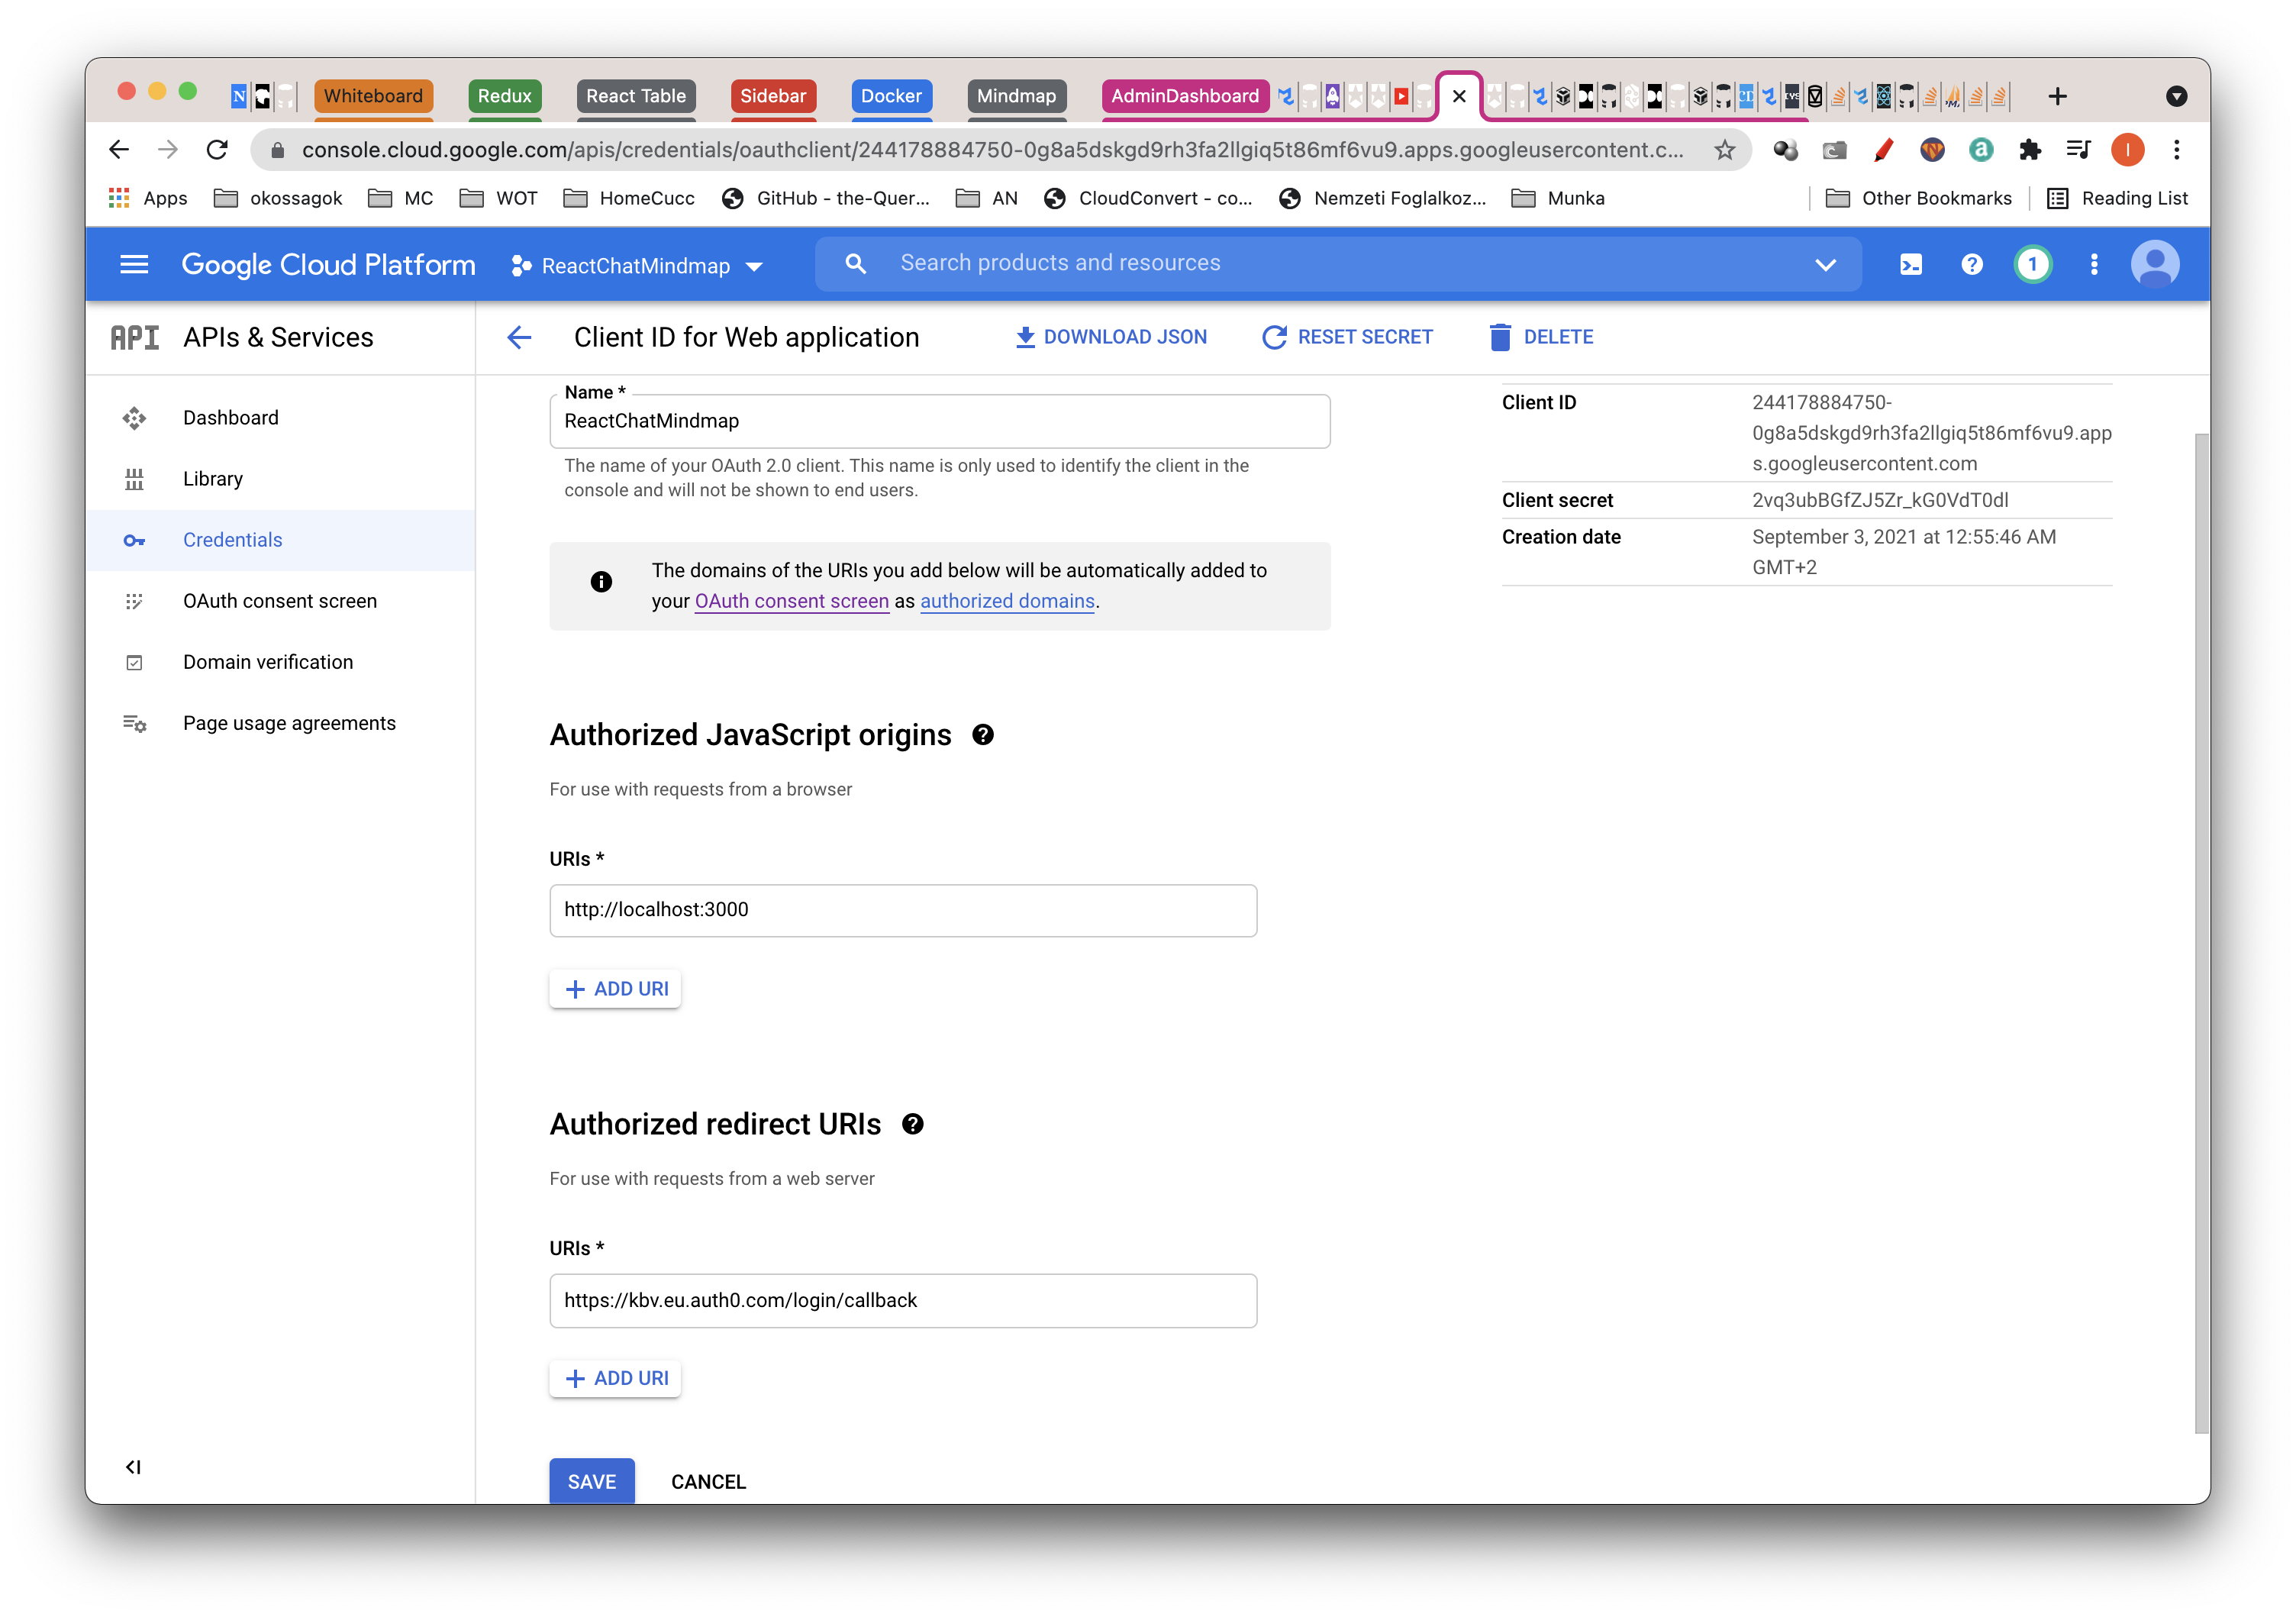 Whiteboard Redux React Table Sidebar Docker Mindmap AdminDashboard
console.cloud.google.com/apis/credentials/oauthclient/244178884750-0g8a5dskgd9rh3fa2llgiq5t86mf6vu9.apps.googleusercontent.c...
Apps okossagok MC WOT HomeCucc GitHub - the-Quer... AN CloudConvert - co... Nemzeti Foglalkoz... Munka Other Bookmarks Reading List
Google Cloud Platform ReactChatMindmap Search products and resources 1
API APIs & Services
Client ID for Web application DOWNLOAD JSON RESET SECRET DELETE
Dashboard
Library
Credentials
OAuth consent screen
Domain verification
Page usage agreements
Name *
ReactChatMindmap
The name of your OAuth 2.0 client. This name is only used to identify the client in the
console and will not be shown to end users.
The domains of the URIs you add below will be automatically added to
your OAuth consent screen as authorized domains.
Authorized JavaScript origins
For use with requests from a browser
URIs *
http://localhost:3000
+ ADD URI
Authorized redirect URIs
For use with requests from a web server
URIs *
https://kbv.eu.auth0.com/login/callback
+ ADD URI
SAVE CANCEL
Client ID 244178884750-
0g8a5dskgd9rh3fa2llgiq5t86mf6vu9.app
s.googleusercontent.com
Client secret 2vq3ubBGfZJ5Zr_kG0VdT0dl
Creation date September 3, 2021 at 12:55:46 AM
GMT+2